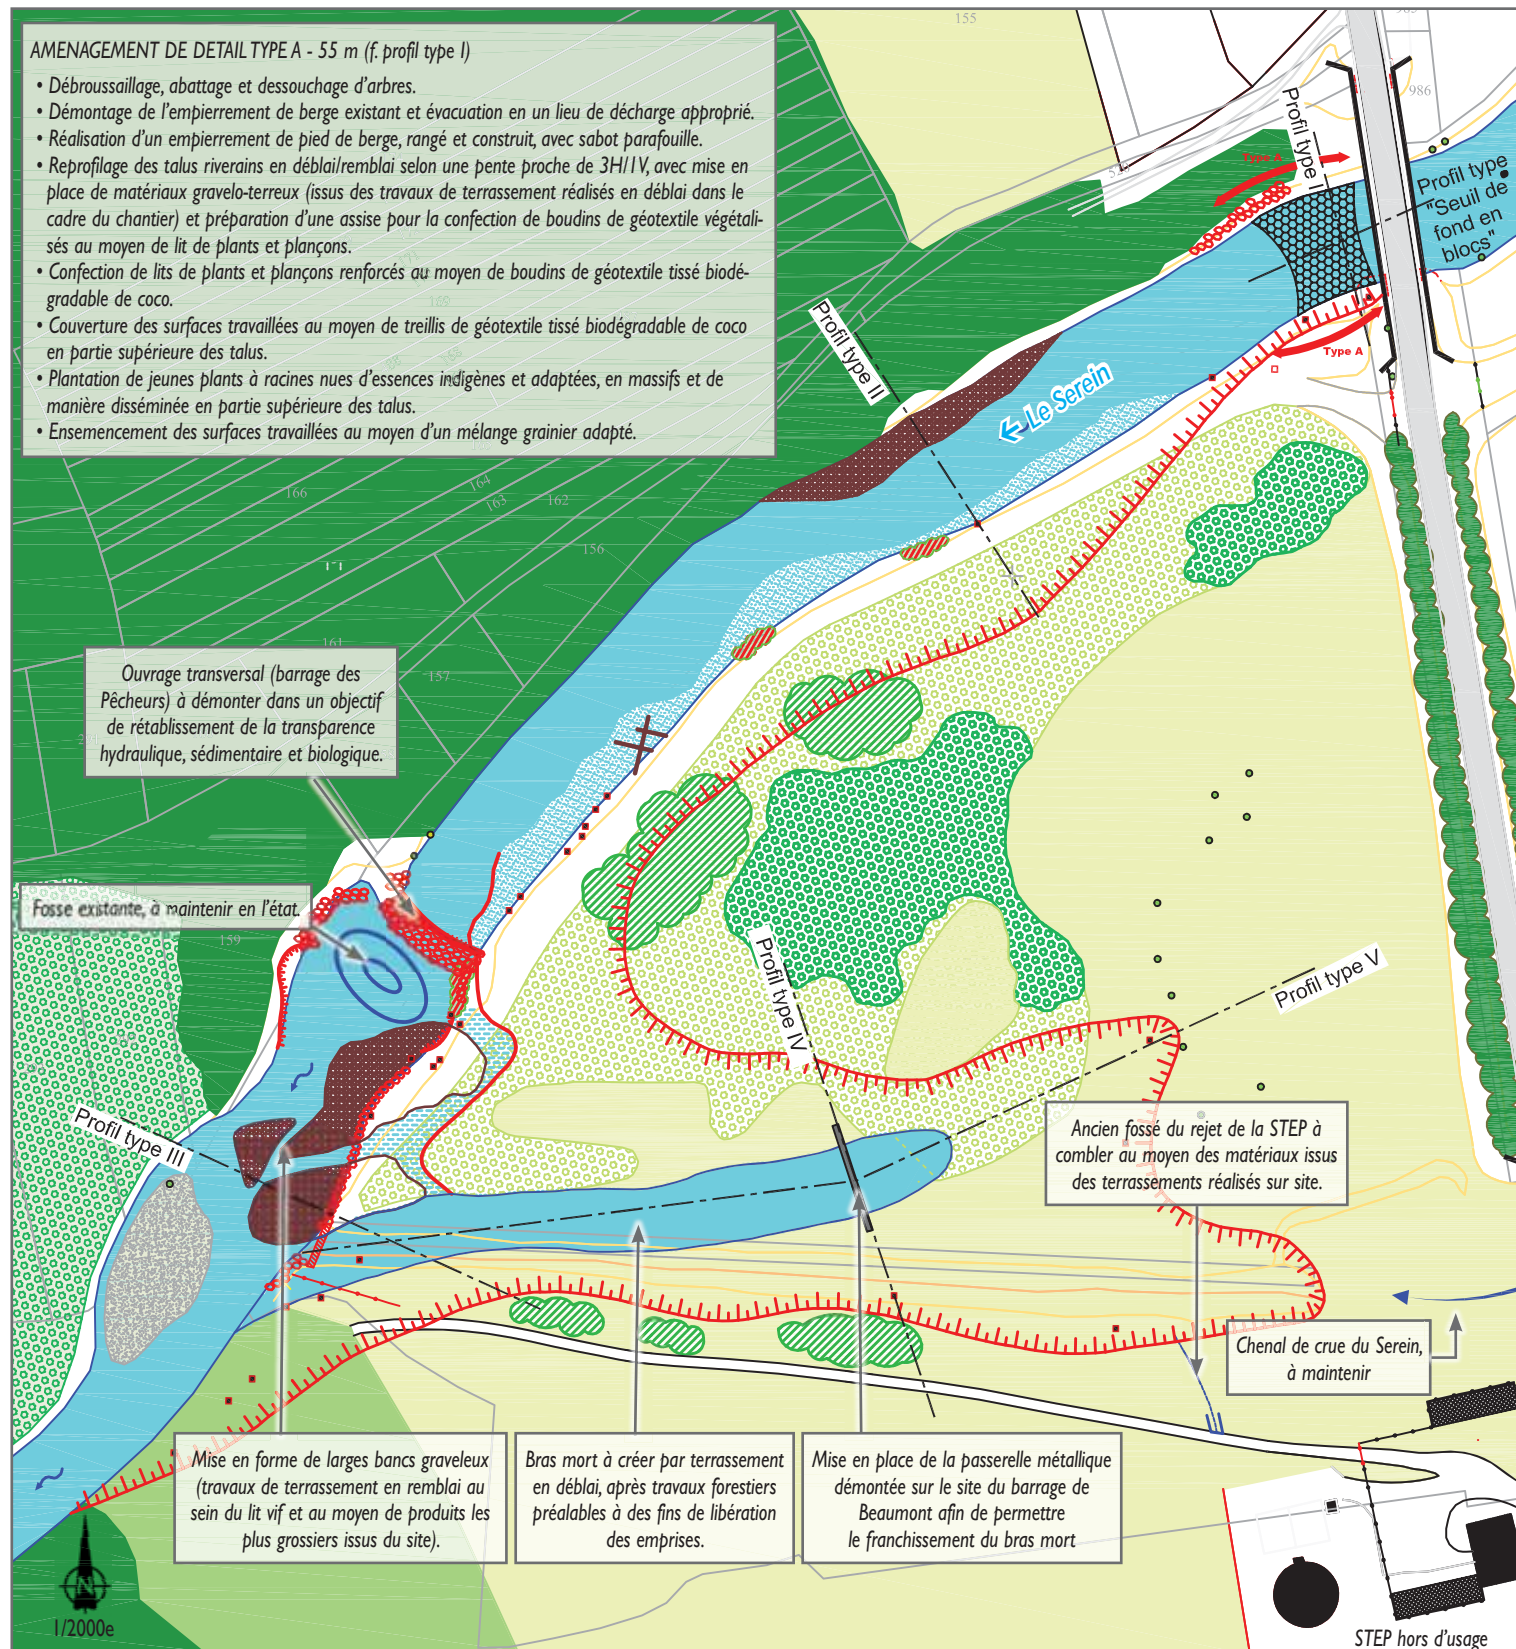 AMENAGEMENT DE DETAIL TYPE A - 55 m (f. profil type I)
• Débroussaillage, abattage et dessouchage d'arbres.
• Démontage de l'empierrement de berge existant et évacuation en un lieu de décharge approprié.
• Réalisation d'un empierrement de pied de berge, rangé et construit, avec sabot parafouille.
• Reprofilage des talus riverains en déblai/remblai selon une pente proche de 3H/1V, avec mise en
place de matériaux gravelo-terreux (issus des travaux de terrassement réalisés en déblai dans le
cadre du chantier) et préparation d'une assise pour la confection de boudins de géotextile végétali-
sés au moyen de lit de plants et plançons.
• Confection de lits de plants et plançons renforcés au moyen de boudins de géotextile tissé biodé-
gradable de coco.
• Couverture des surfaces travaillées au moyen de treillis de géotextile tissé biodégradable de coco
en partie supérieure des talus.
• Plantation de jeunes plants à racines nues d'essences indigènes et adaptées, en massifs et de
manière disséminée en partie supérieure des talus.
• Ensemencement des surfaces travaillées au moyen d'un mélange grainier adapté.
155
986
520
Profil type I
Type A
Type A
Profil type
"Seuil de
fond en
blocs"
Profil type II
Le Serein
171
169
166
164
163
162
156
161
157
159
Ouvrage transversal (barrage des
Pêcheurs) à démonter dans un objectif
de rétablissement de la transparence
hydraulique, sédimentaire et biologique.
Fosse existante, à maintenir en l'état.
Profil type IV
Profil type V
Profil type III
Ancien fossé du rejet de la STEP à
combler au moyen des matériaux issus
des terrassements réalisés sur site.
Chenal de crue du Serein,
à maintenir
Mise en forme de larges bancs graveleux
(travaux de terrassement en remblai au
sein du lit vif et au moyen de produits les
plus grossiers issus du site).
Bras mort à créer par terrassement
en déblai, après travaux forestiers
préalables à des fins de libération
des emprises.
Mise en place de la passerelle métallique
démontée sur le site du barrage de
Beaumont afin de permettre
le franchissement du bras mort
N
1/2000e
STEP hors d'usage